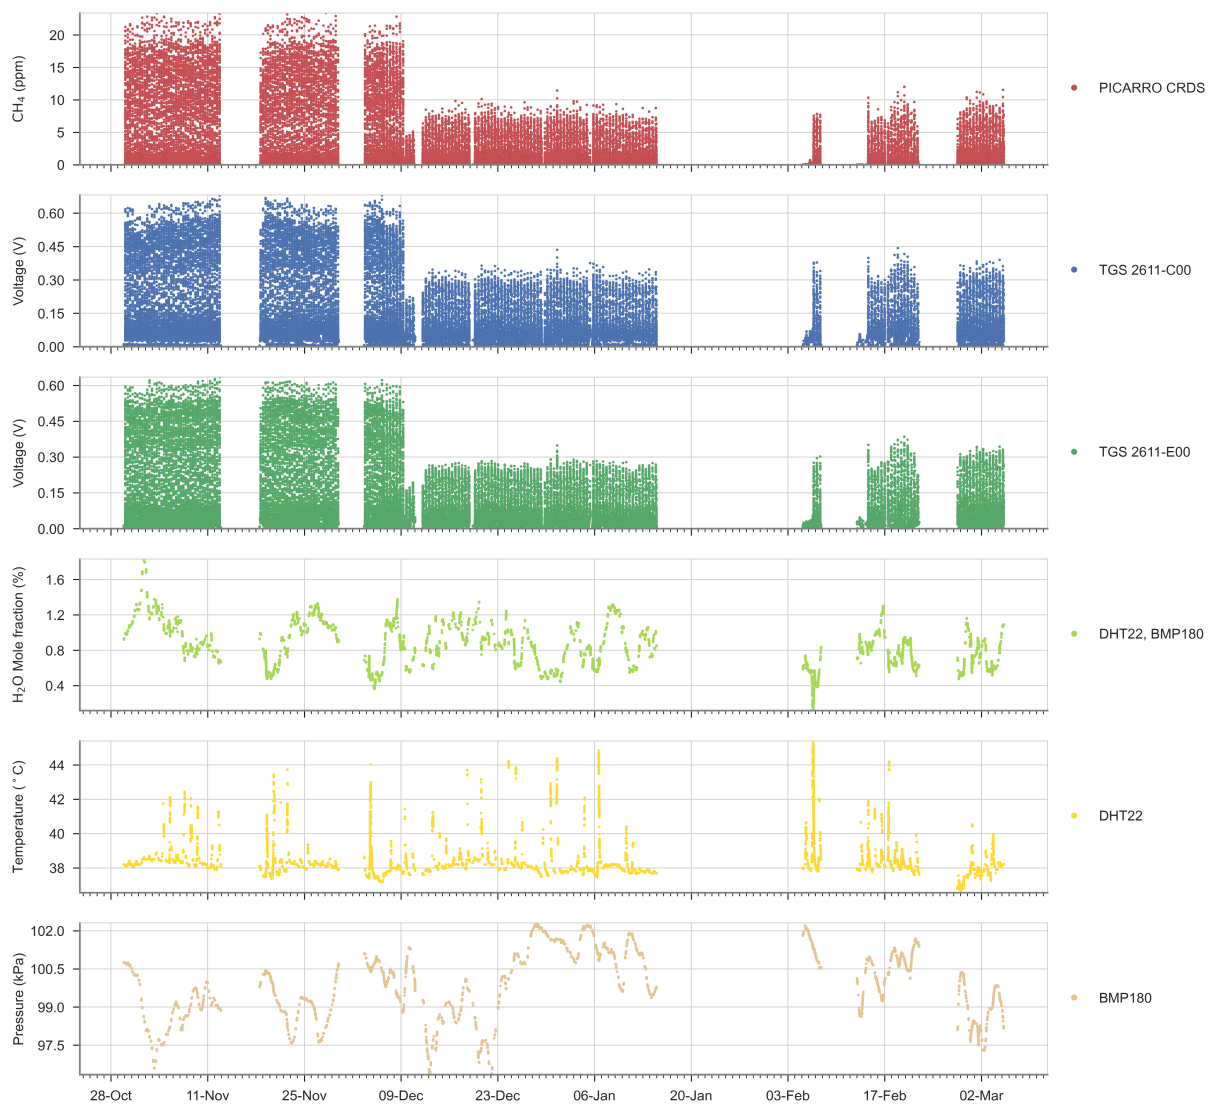 CH₄ (ppm)
20
15
10
5
0
PICARRO CRDS
Voltage (V)
0.60
0.45
0.30
0.15
0.00
TGS 2611-C00
Voltage (V)
0.60
0.45
0.30
0.15
0.00
TGS 2611-E00
H₂O Mole fraction (%)
1.6
1.2
0.8
0.4
DHT22, BMP180
Temperature (°C)
44
42
40
38
DHT22
Pressure (kPa)
102.0
100.5
99.0
97.5
BMP180
28-Oct 11-Nov 25-Nov 09-Dec 23-Dec 06-Jan 20-Jan 03-Feb 17-Feb 02-Mar